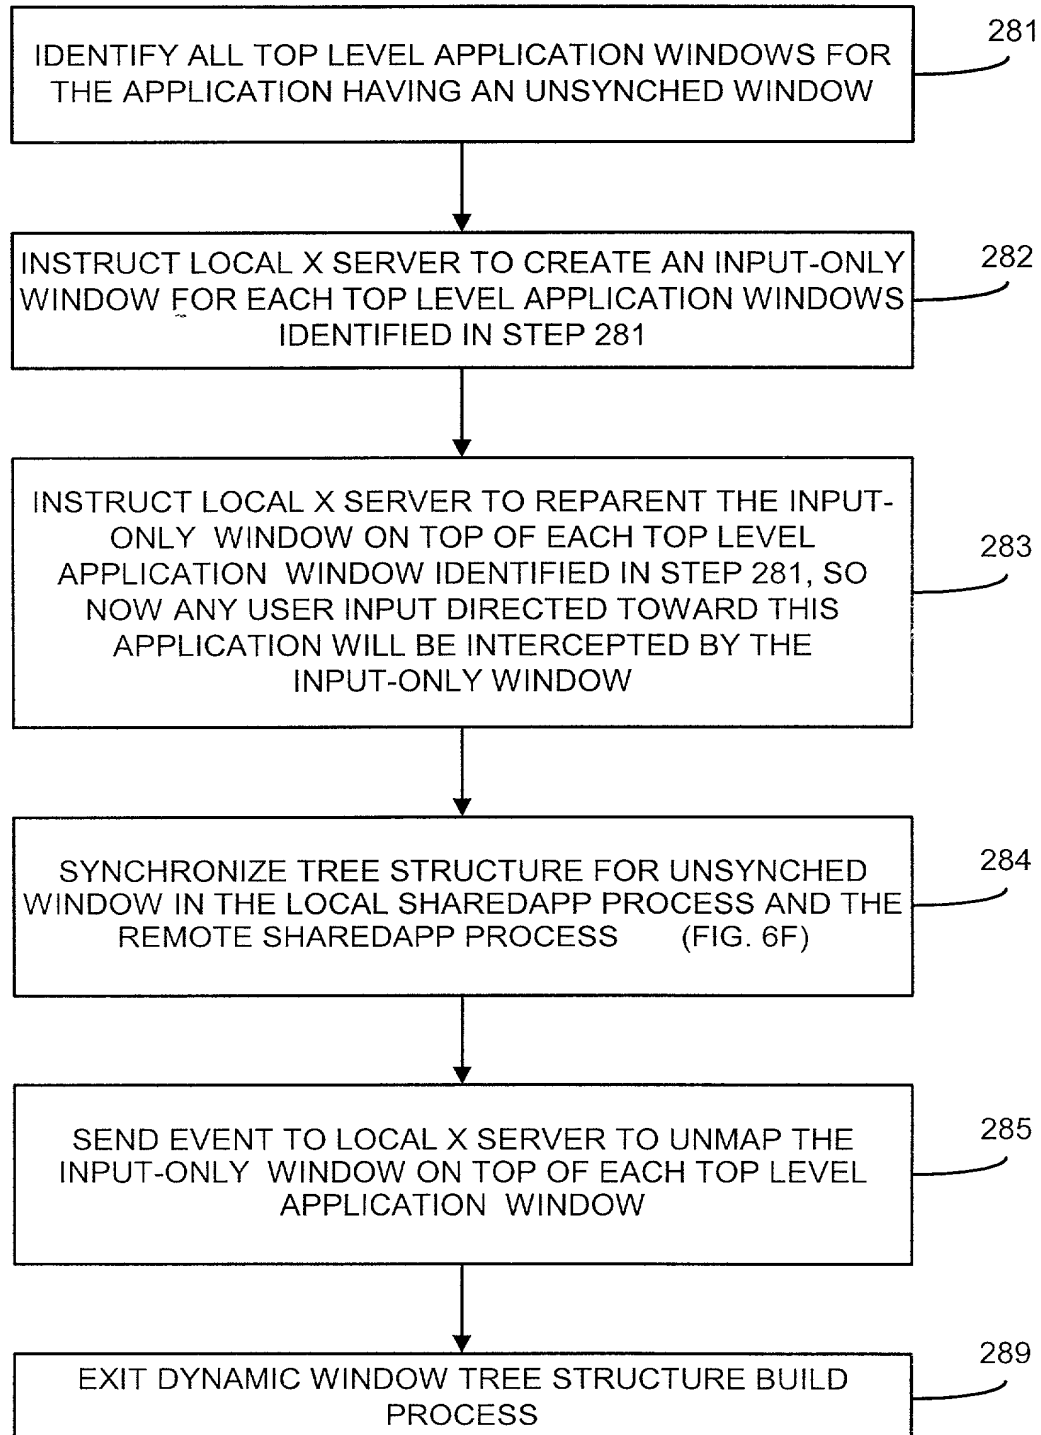 281
IDENTIFY ALL TOP LEVEL APPLICATION WINDOWS FOR
THE APPLICATION HAVING AN UNSYNCHED WINDOW
282
INSTRUCT LOCAL X SERVER TO CREATE AN INPUT-ONLY
WINDOW FOR EACH TOP LEVEL APPLICATION WINDOWS
IDENTIFIED IN STEP 281
INSTRUCT LOCAL X SERVER TO REPARENT THE INPUT-
ONLY WINDOW ON TOP OF EACH TOP LEVEL
283
APPLICATION WINDOW IDENTIFIED IN STEP 281, SO
NOW ANY USER INPUT DIRECTED TOWARD THIS
APPLICATION WILL BE INTERCEPTED BY THE
INPUT-ONLY WINDOW
284
SYNCHRONIZE TREE STRUCTURE FOR UNSYNCHED
WINDOW IN THE LOCAL SHAREDAPP PROCESS AND THE
REMOTE SHAREDAPP PROCESS (FIG. 6F)
285
SEND EVENT TO LOCAL X SERVER TO UNMAP THE
INPUT-ONLY WINDOW ON TOP OF EACH TOP LEVEL
APPLICATION WINDOW
289
EXIT DYNAMIC WINDOW TREE STRUCTURE BUILD
PROCESS